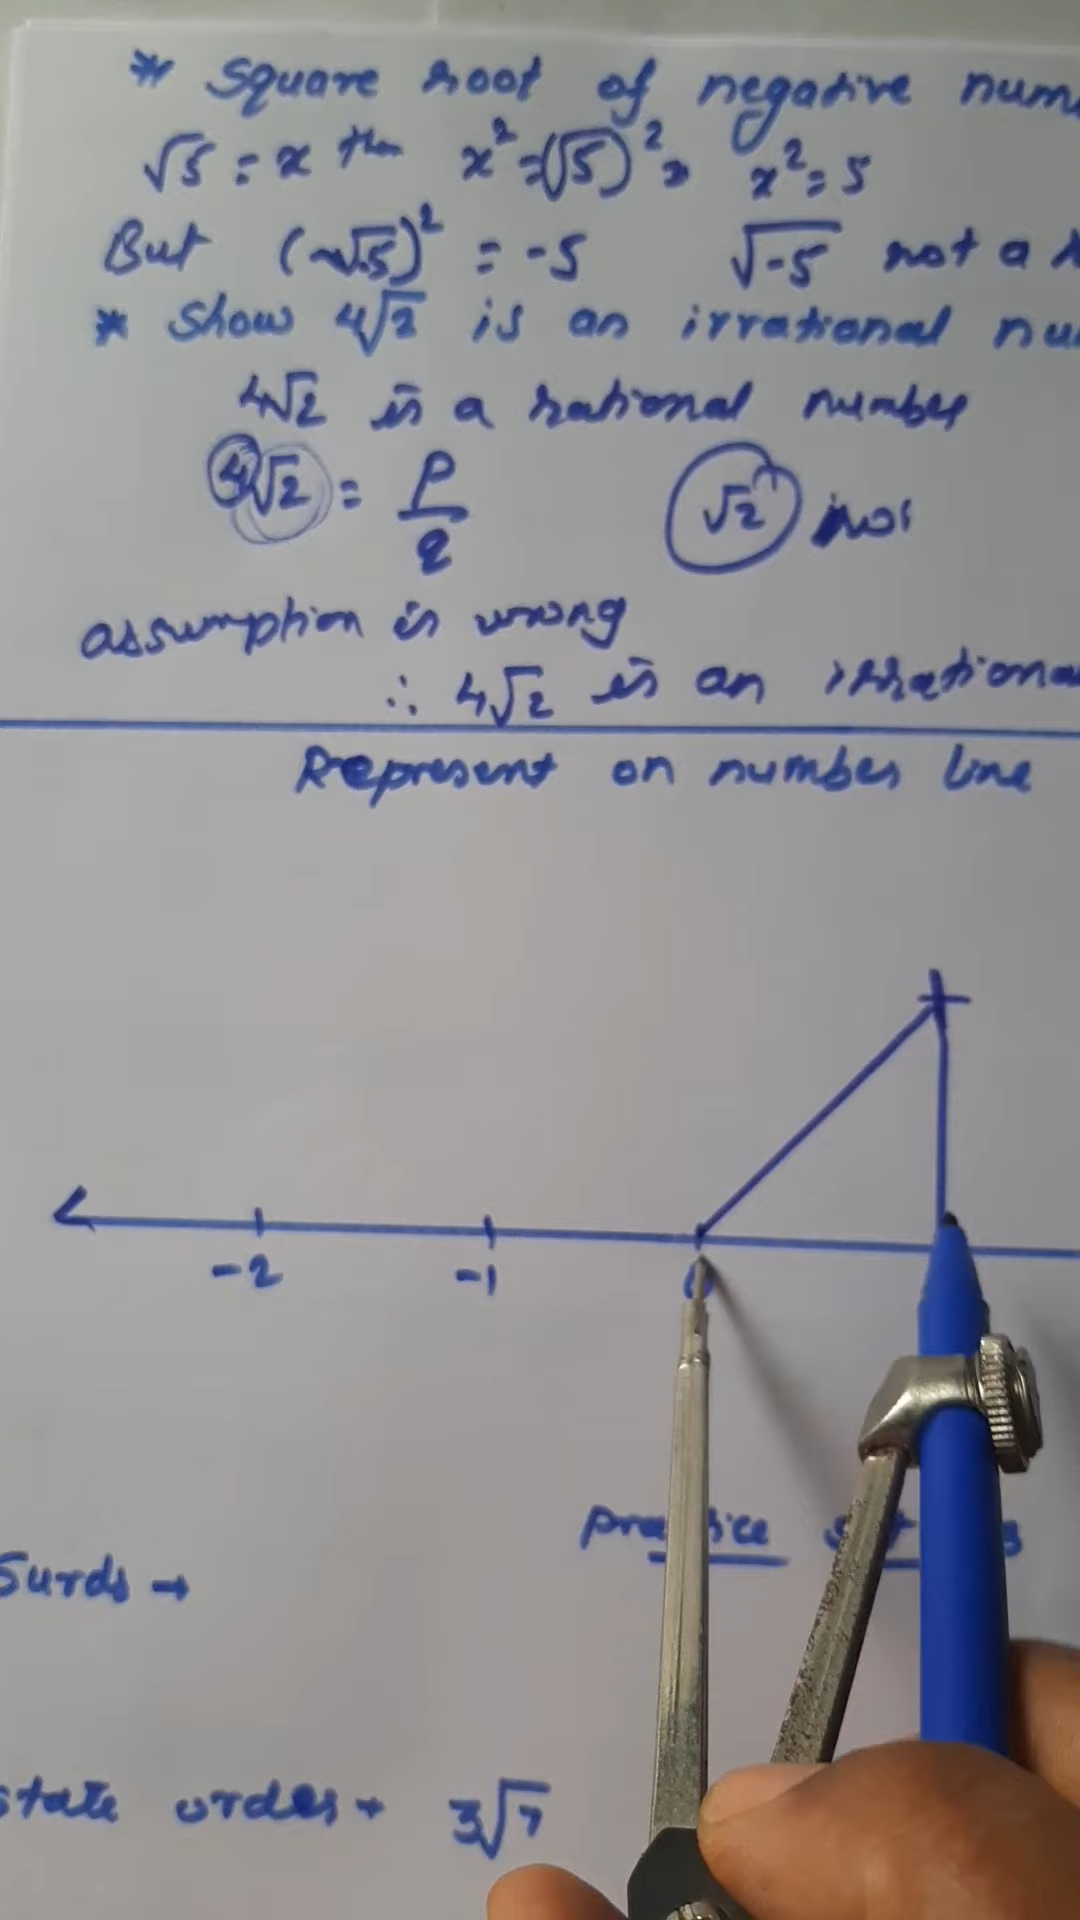 * square root of negative num
√5 = x then x² = (√5)² x² = 5
But (√-5)² = -5 √-5 not a
* Show 4√2 is an irrational nu
4√2 is a rational number
4√2 = p/q √2
assumption is wrong
∴ 4√2 is an irrationa
Represent on number line
-2 -1 0
practice
Surds →
state order → 3√7